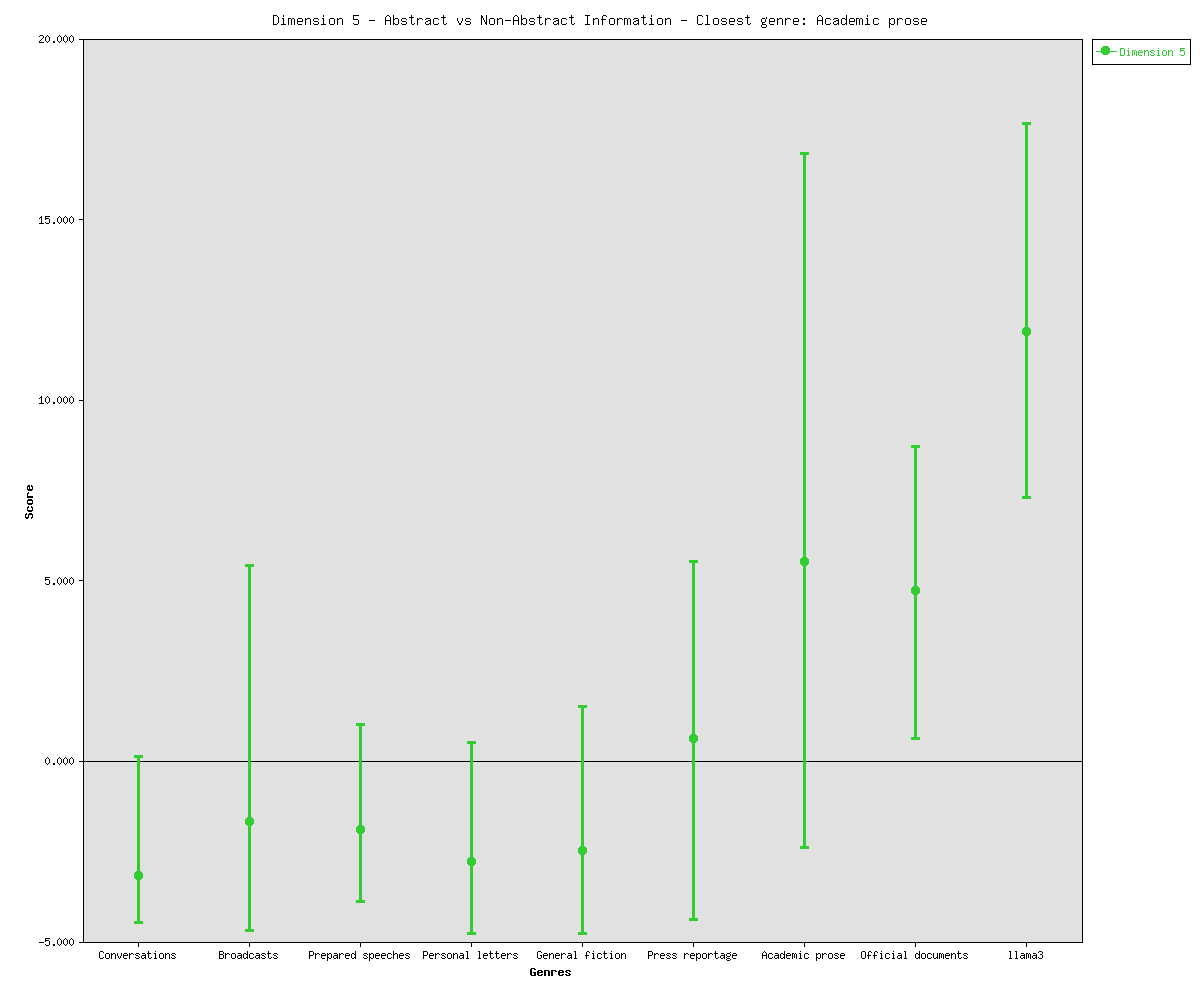 Dimension 5 - Abstract vs Non-Abstract Information - Closest genre: Academic prose
20.000
Dimension 5
15.000
10.000
Score
5.000
0.000
-5.000
Conversations Broadcasts Prepared speeches Personal letters General fiction Press reportage Academic prose Official documents llama3
Genres